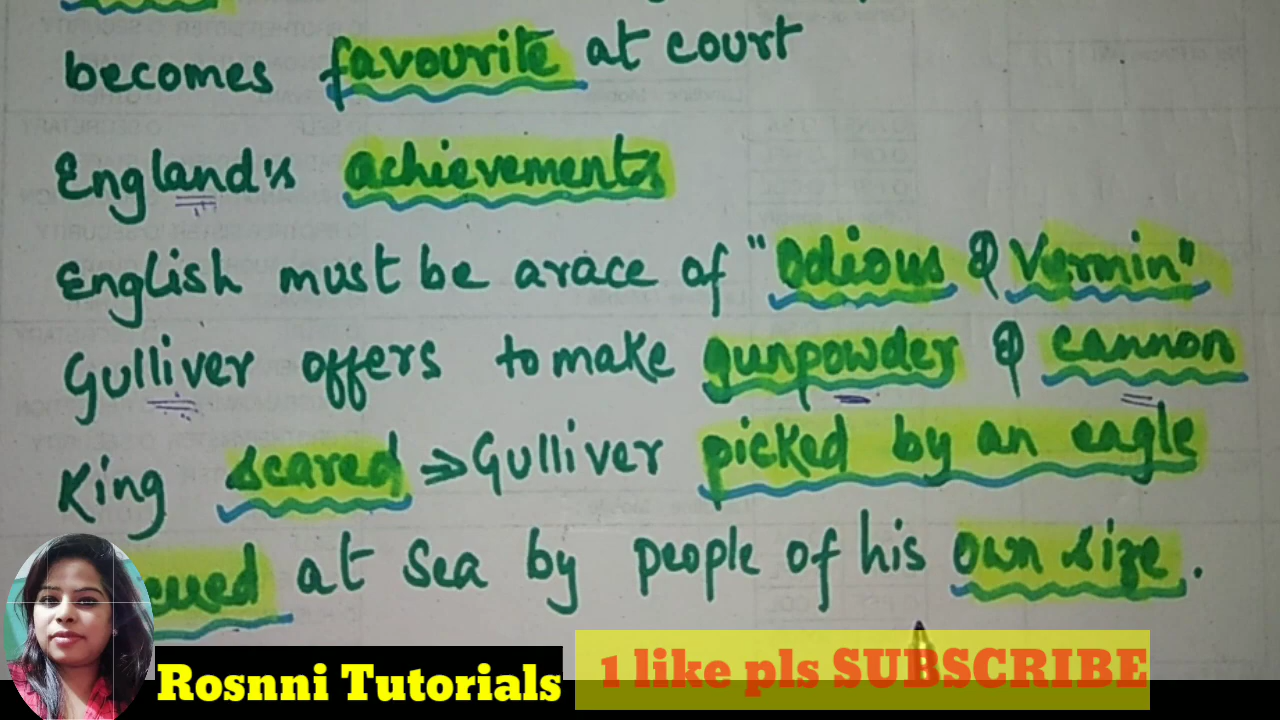 becomes favourite at court
England's achievements
English must be a race of "Odious & Vermin"
Gulliver offers to make gunpowder & cannon
King scared => Gulliver picked by an eagle
at sea by people of his own size.
Rosnni Tutorials
1 like pls SUBSCRIBE